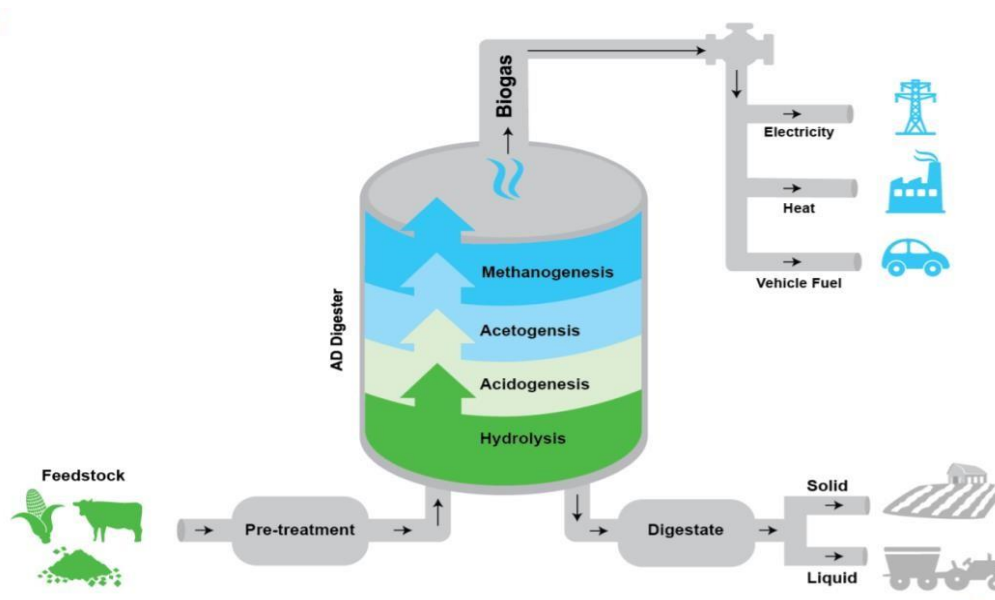 Biogas
Electricity
Heat
Vehicle Fuel
AD Digester
Methanogenesis
Acetogensis
Acidogenesis
Hydrolysis
Feedstock
Pre-treatment
Digestate
Solid
Liquid